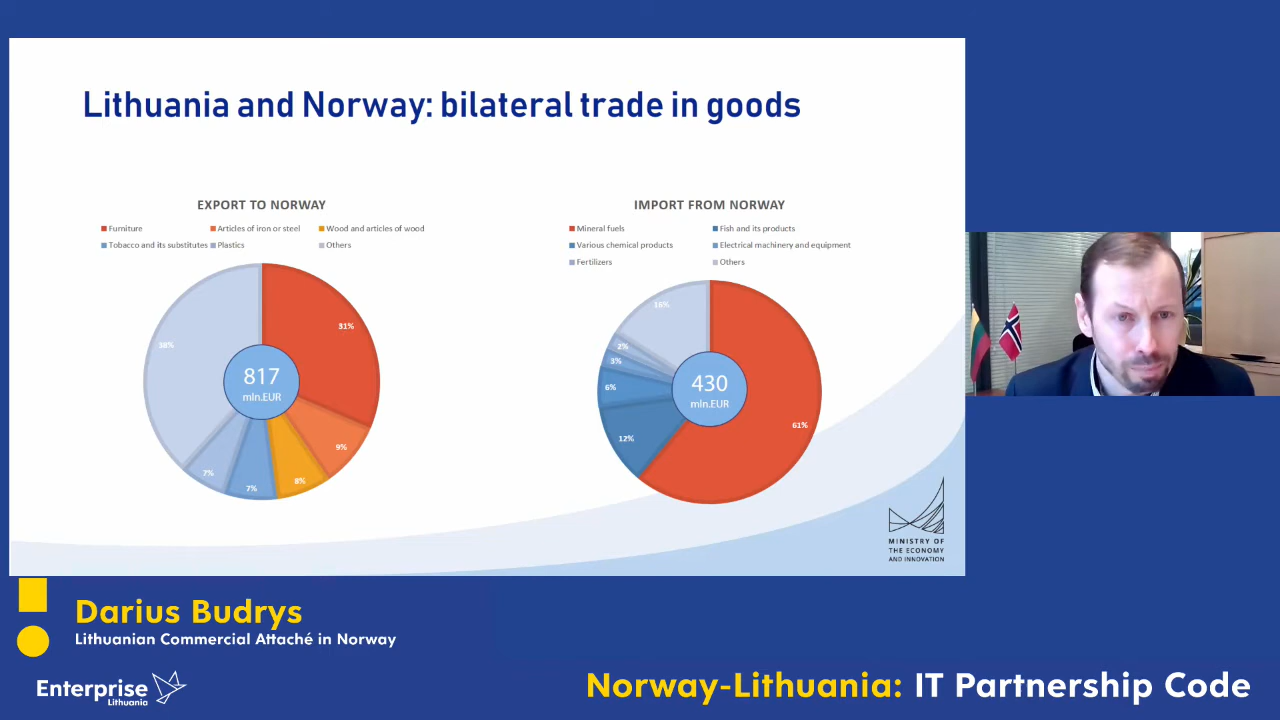 Lithuania and Norway: bilateral trade in goods
EXPORT TO NORWAY
Furniture Articles of iron or steel Wood and articles of wood
Tobacco and its substitutes Plastics Others
31%
9%
8%
7%
7%
38%
817
mln.EUR
IMPORT FROM NORWAY
Mineral fuels Fish and its products
Various chemical products Electrical machinery and equipment
Fertilizers Others
61%
12%
6%
3%
2%
16%
430
mln.EUR
MINISTRY OF
THE ECONOMY
AND INNOVATION
Darius Budrys
Lithuanian Commercial Attaché in Norway
Enterprise
Lithuania
Norway-Lithuania: IT Partnership Code